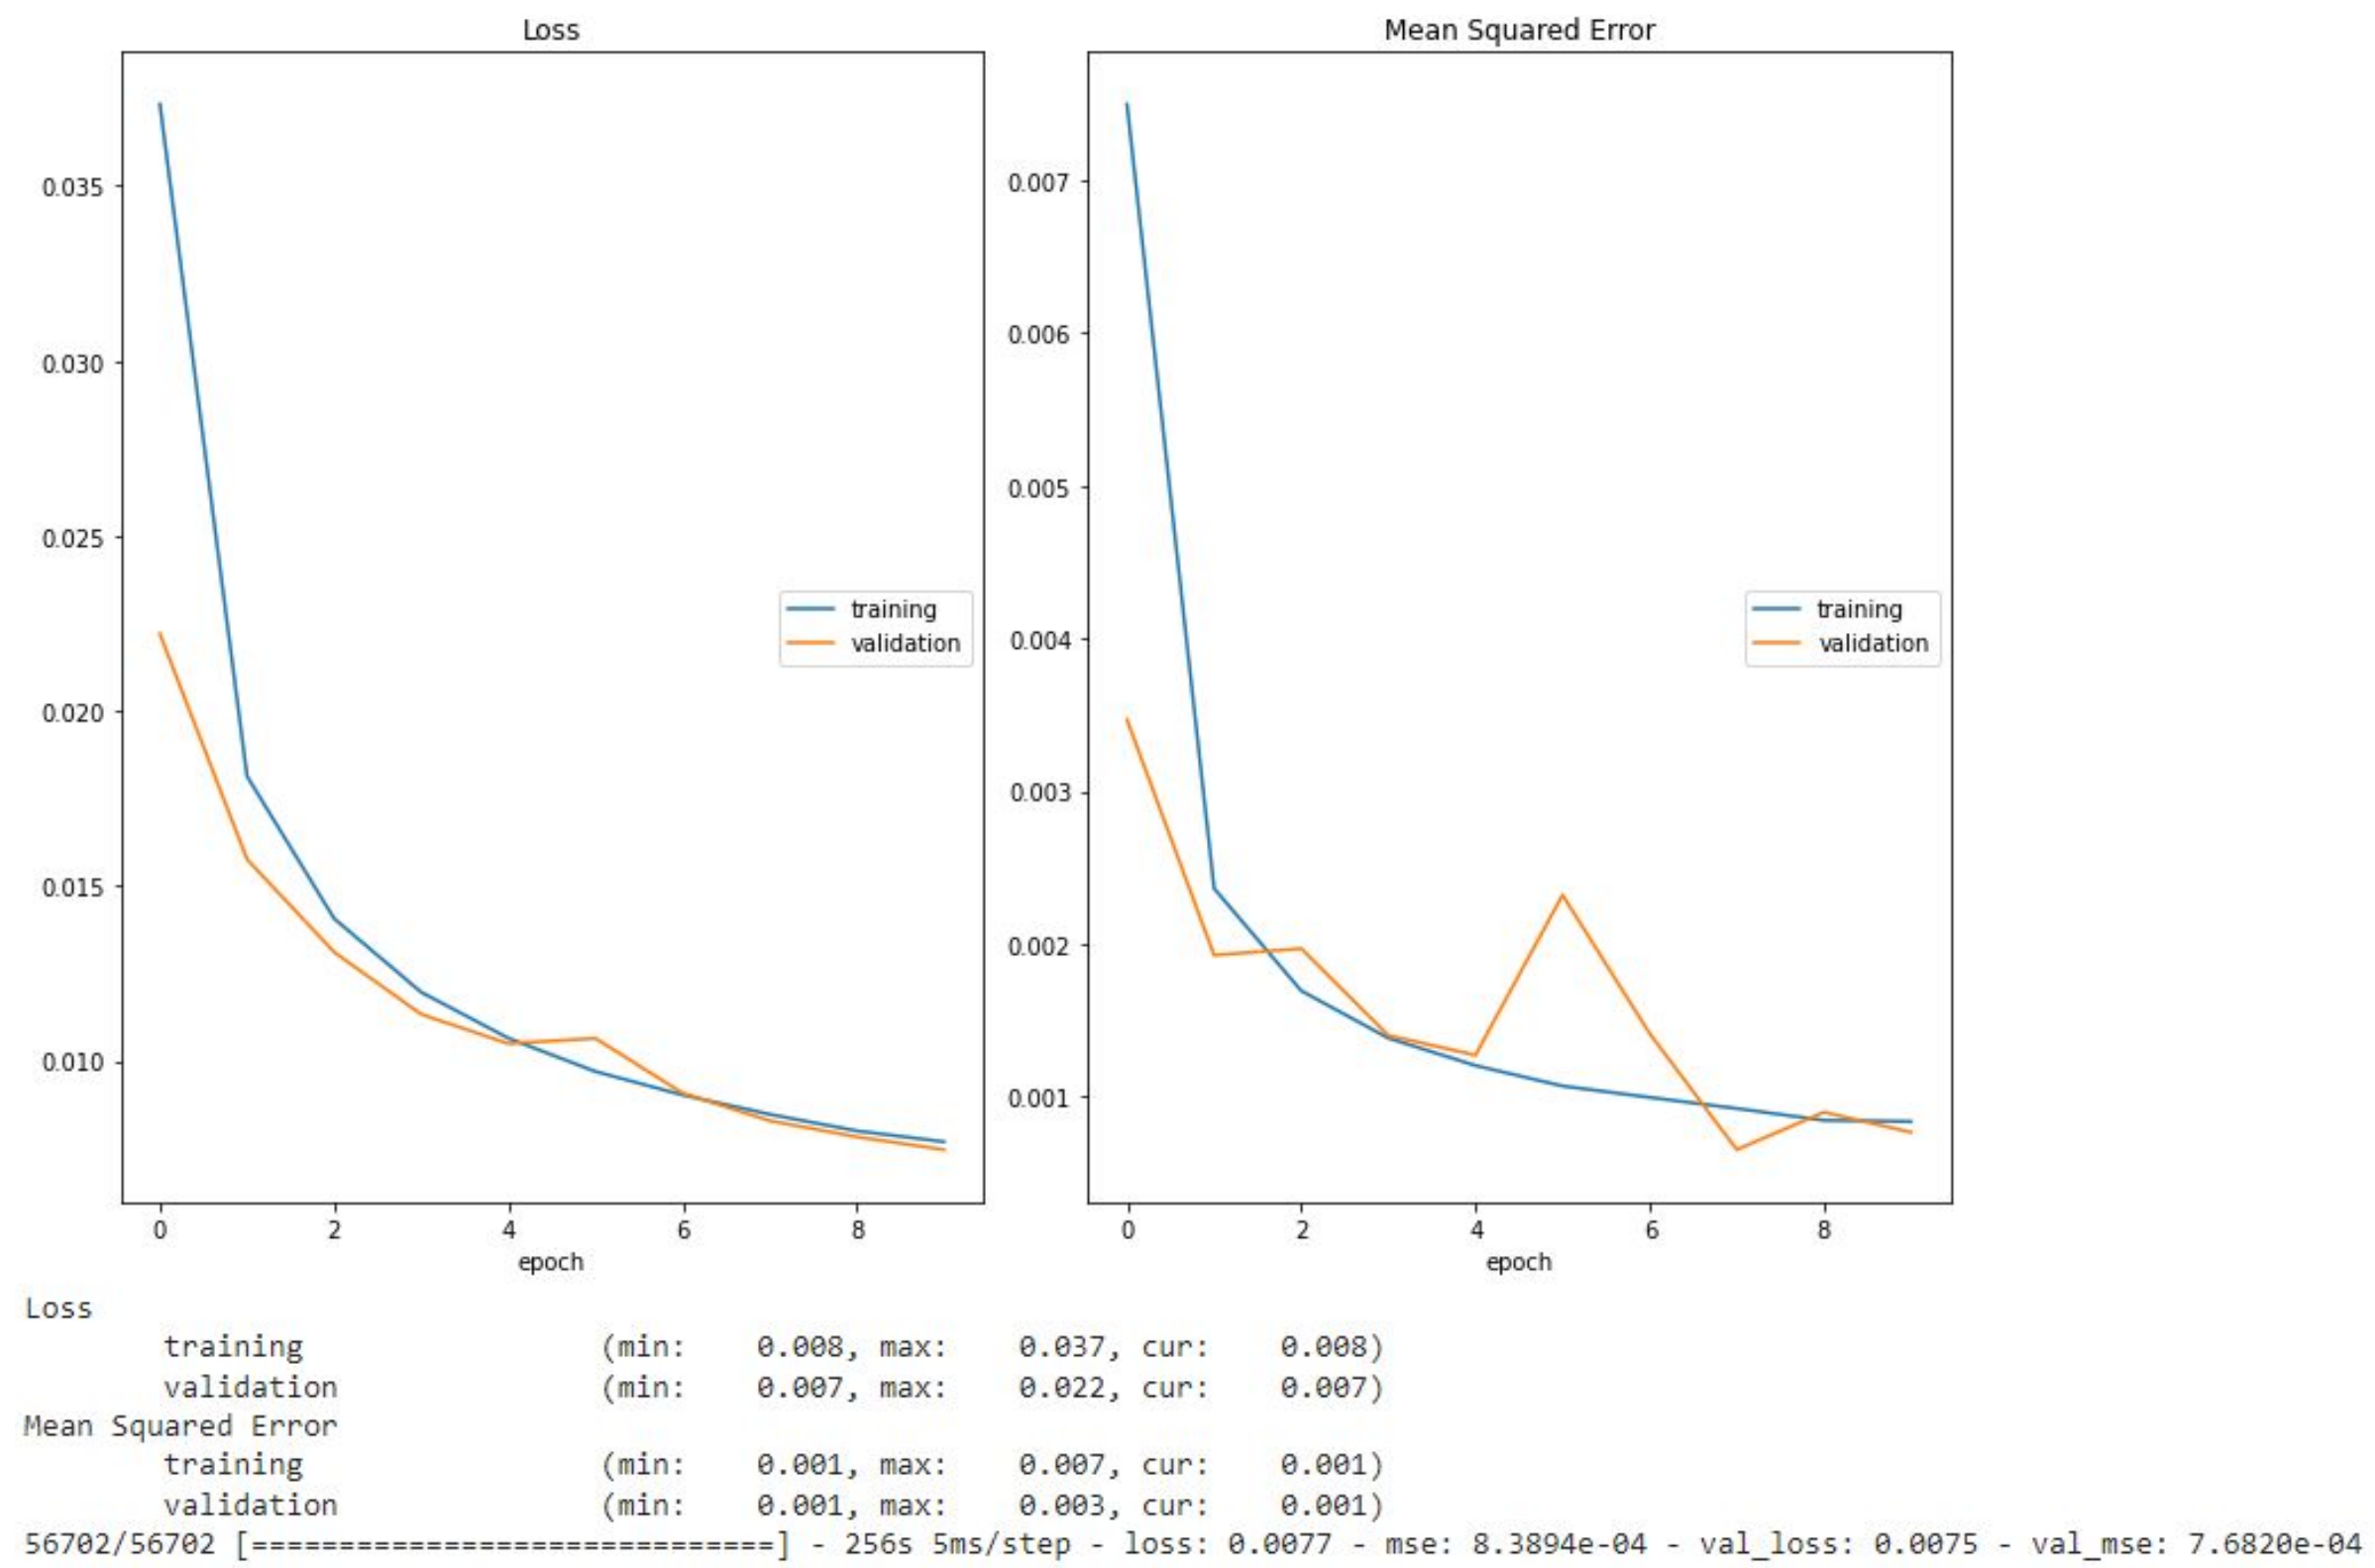 Loss
0.035
0.030
0.025
0.020
0.015
0.010
training
validation
0 2 4 6 8
epoch
Mean Squared Error
0.007
0.006
0.005
0.004
0.003
0.002
0.001
training
validation
0 2 4 6 8
epoch
Loss
training (min: 0.008, max: 0.037, cur: 0.008)
validation (min: 0.007, max: 0.022, cur: 0.007)
Mean Squared Error
training (min: 0.001, max: 0.007, cur: 0.001)
validation (min: 0.001, max: 0.003, cur: 0.001)
56702/56702 [==============================] - 256s 5ms/step - loss: 0.0077 - mse: 8.3894e-04 - val_loss: 0.0075 - val_mse: 7.6820e-04